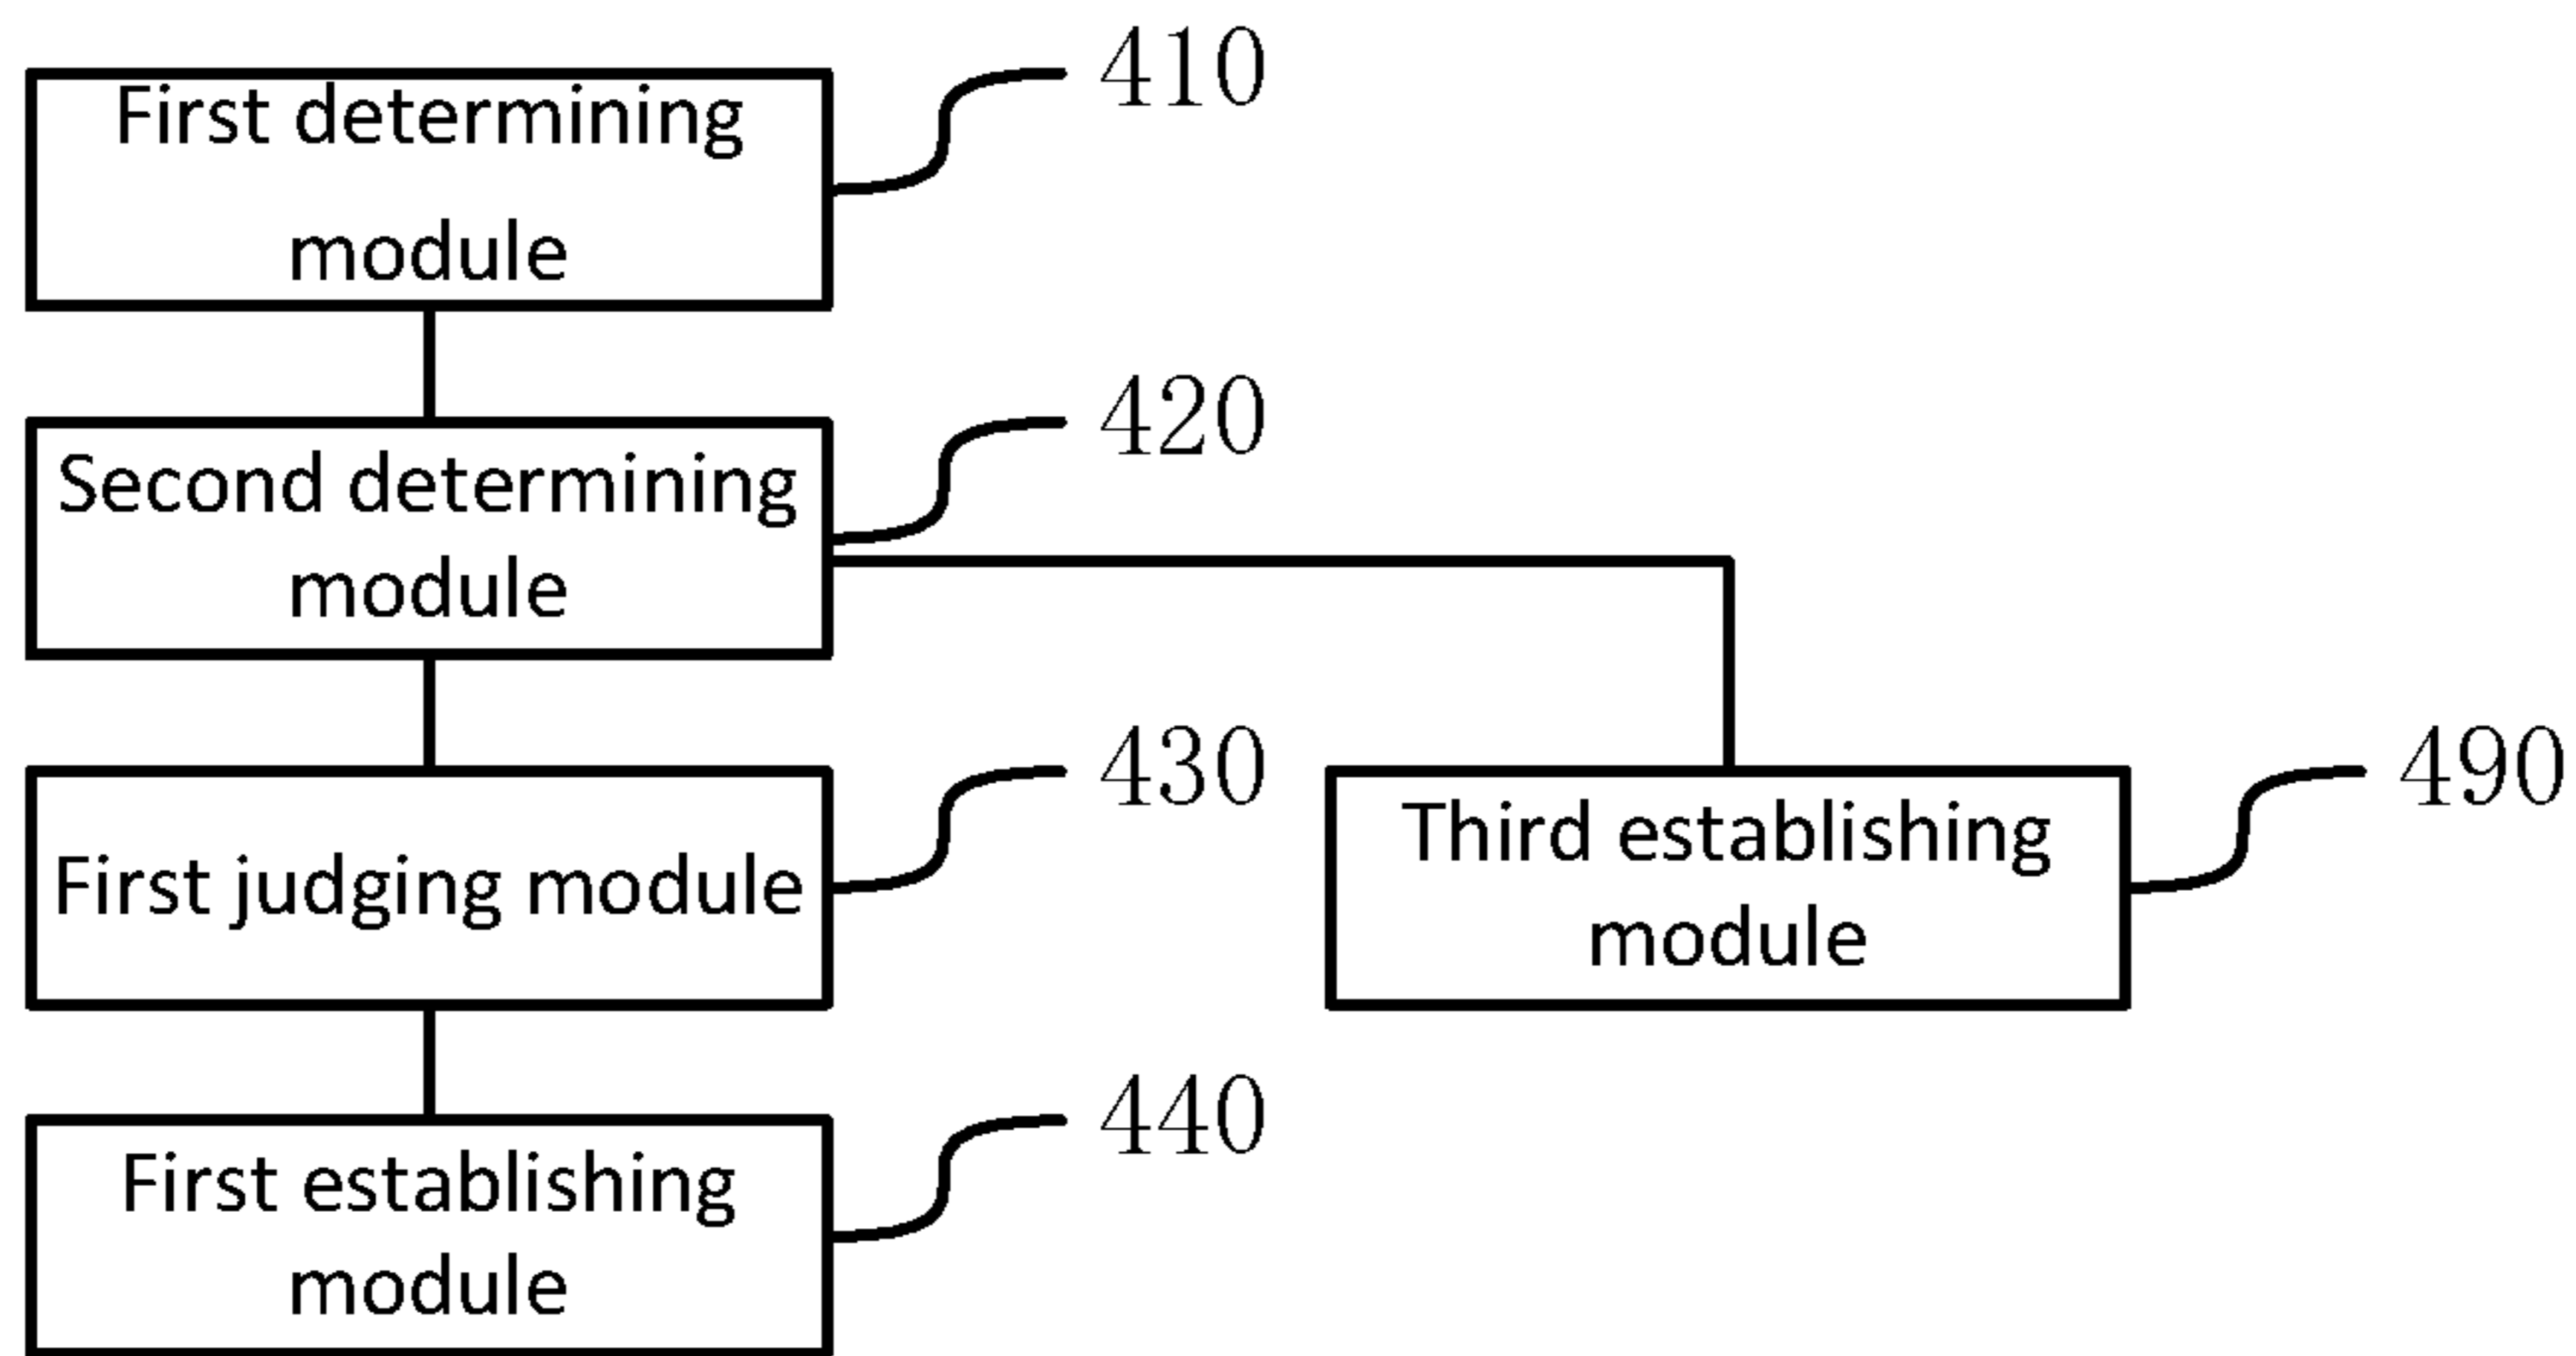 First determining
module
410
Second determining
module
420
First judging module
430
Third establishing
module
490
First establishing
module
440